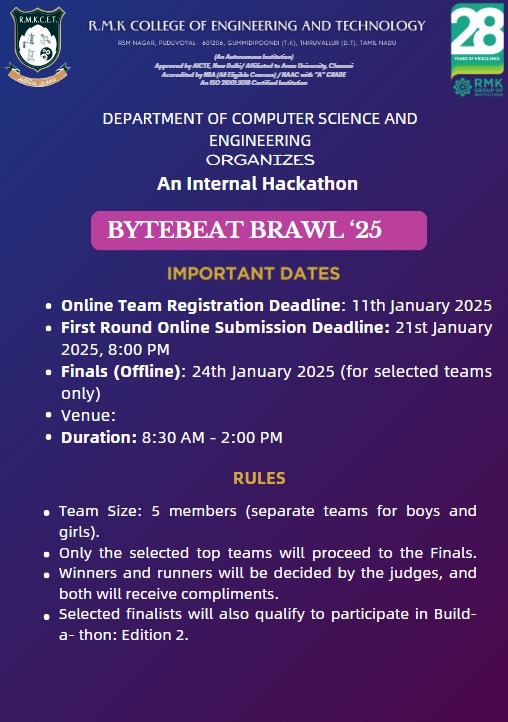 R.M.K.C.E.T.
R.M.K COLLEGE OF ENGINEERING AND TECHNOLOGY
RSM NAGAR, PUDUVOYAL - 601206, GUMMIDIPOONDI (T.K), THIRUVALLUR (D.T), TAMIL NADU
(An Autonomous Institution)
Approved by AICTE, New Delhi/ Affiliated to Anna University, Chennai
Accredited by NBA (All Eligible Courses) / NAAC with "A" GRADE
An ISO 21001:2018 Certified Institution
28
YEARS OF EXCELLENCE
RMK
GROUP OF
INSTITUTIONS
DEPARTMENT OF COMPUTER SCIENCE AND
ENGINEERING
ORGANIZES
An Internal Hackathon
BYTEBEAT BRAWL ‘25
IMPORTANT DATES
• Online Team Registration Deadline: 11th January 2025
• First Round Online Submission Deadline: 21st January
2025, 8:00 PM
• Finals (Offline): 24th January 2025 (for selected teams
only)
• Venue:
• Duration: 8:30 AM - 2:00 PM
RULES
• Team Size: 5 members (separate teams for boys and
girls).
• Only the selected top teams will proceed to the Finals.
• Winners and runners will be decided by the judges, and
both will receive compliments.
• Selected finalists will also qualify to participate in Build-
a- thon: Edition 2.